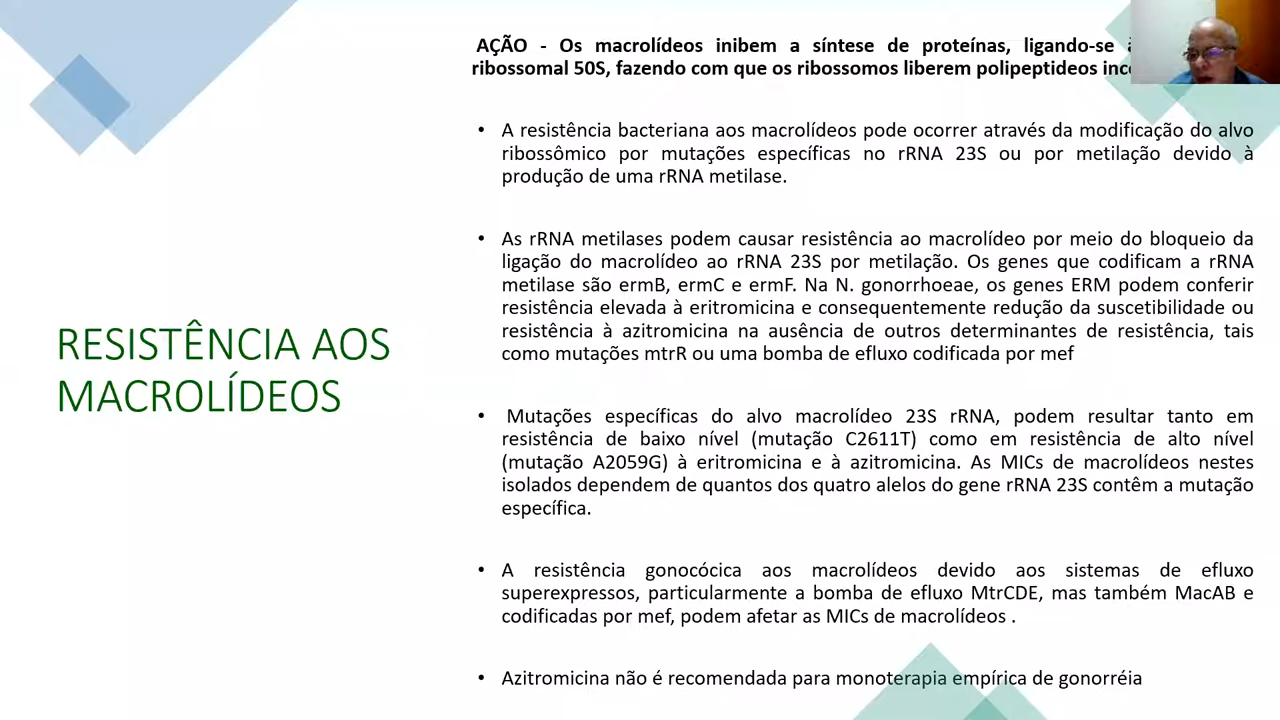 RESISTÊNCIA AOS
MACROLÍDEOS
AÇÃO - Os macrolídeos inibem a síntese de proteínas, ligando-se
ribossomal 50S, fazendo com que os ribossomos liberem polipeptideos
• A resistência bacteriana aos macrolídeos pode ocorrer através da modificação do alvo
ribossômico por mutações específicas no rRNA 23S ou por metilação devido à
produção de uma rRNA metilase.
• As rRNA metilases podem causar resistência ao macrolídeo por meio do bloqueio da
ligação do macrolídeo ao rRNA 23S por metilação. Os genes que codificam a rRNA
metilase são ermB, ermC e ermF. Na N. gonorrhoeae, os genes ERM podem conferir
resistência elevada à eritromicina e consequentemente redução da suscetibilidade ou
resistência à azitromicina na ausência de outros determinantes de resistência, tais
como mutações mtrR ou uma bomba de efluxo codificada por mef
• Mutações específicas do alvo macrolídeo 23S rRNA, podem resultar tanto em
resistência de baixo nível (mutação C2611T) como em resistência de alto nível
(mutação A2059G) à eritromicina e à azitromicina. As MICs de macrolídeos nestes
isolados dependem de quantos dos quatro alelos do gene rRNA 23S contêm a mutação
específica.
• A resistência gonocócica aos macrolídeos devido aos sistemas de efluxo
superexpressos, particularmente a bomba de efluxo MtrCDE, mas também MacAB e
codificadas por mef, podem afetar as MICs de macrolídeos .
• Azitromicina não é recomendada para monoterapia empírica de gonorréia